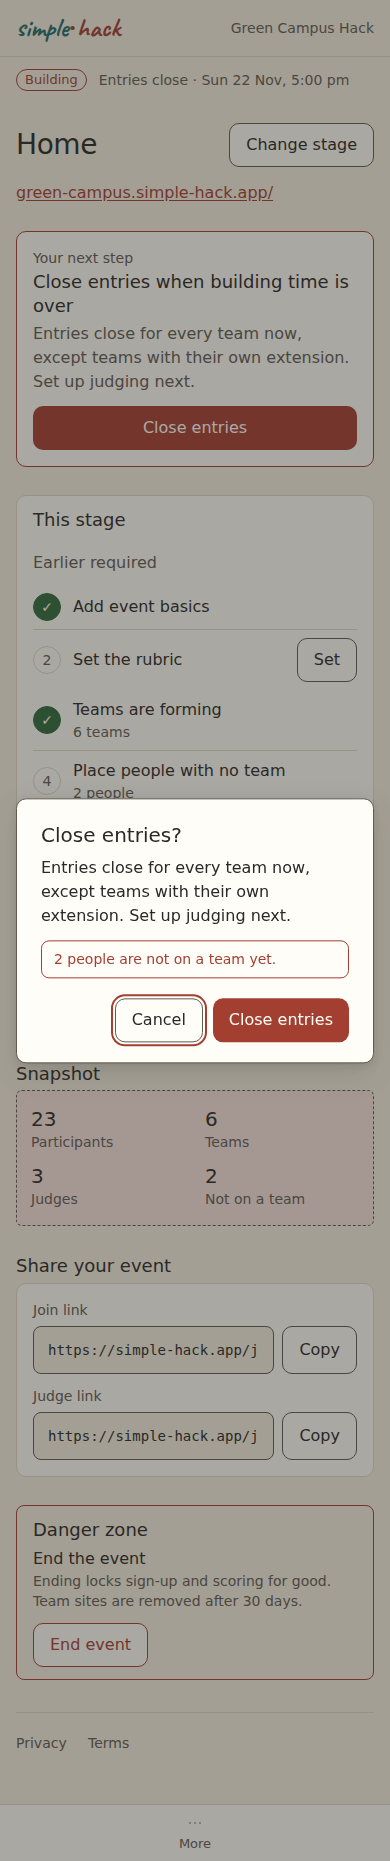 simple·hack
Green Campus Hack
Building
Entries close · Sun 22 Nov, 5:00 pm
Home
Change stage
green-campus.simple-hack.app/
Your next step
Close entries when building time is
over
Entries close for every team now,
except teams with their own extension.
Set up judging next.
Close entries
This stage
Earlier required
✓ Add event basics
2 Set the rubric
Set
✓ Teams are forming
6 teams
4 Place people with no team
2 people
Close entries?
Entries close for every team now,
except teams with their own
extension. Set up judging next.
2 people are not on a team yet.
Cancel
Close entries
Snapshot
23
Participants
6
Teams
3
Judges
2
Not on a team
Share your event
Join link
https://simple-hack.app/j
Copy
Judge link
https://simple-hack.app/j
Copy
Danger zone
End the event
Ending locks sign-up and scoring for good.
Team sites are removed after 30 days.
End event
Privacy
Terms
...
More